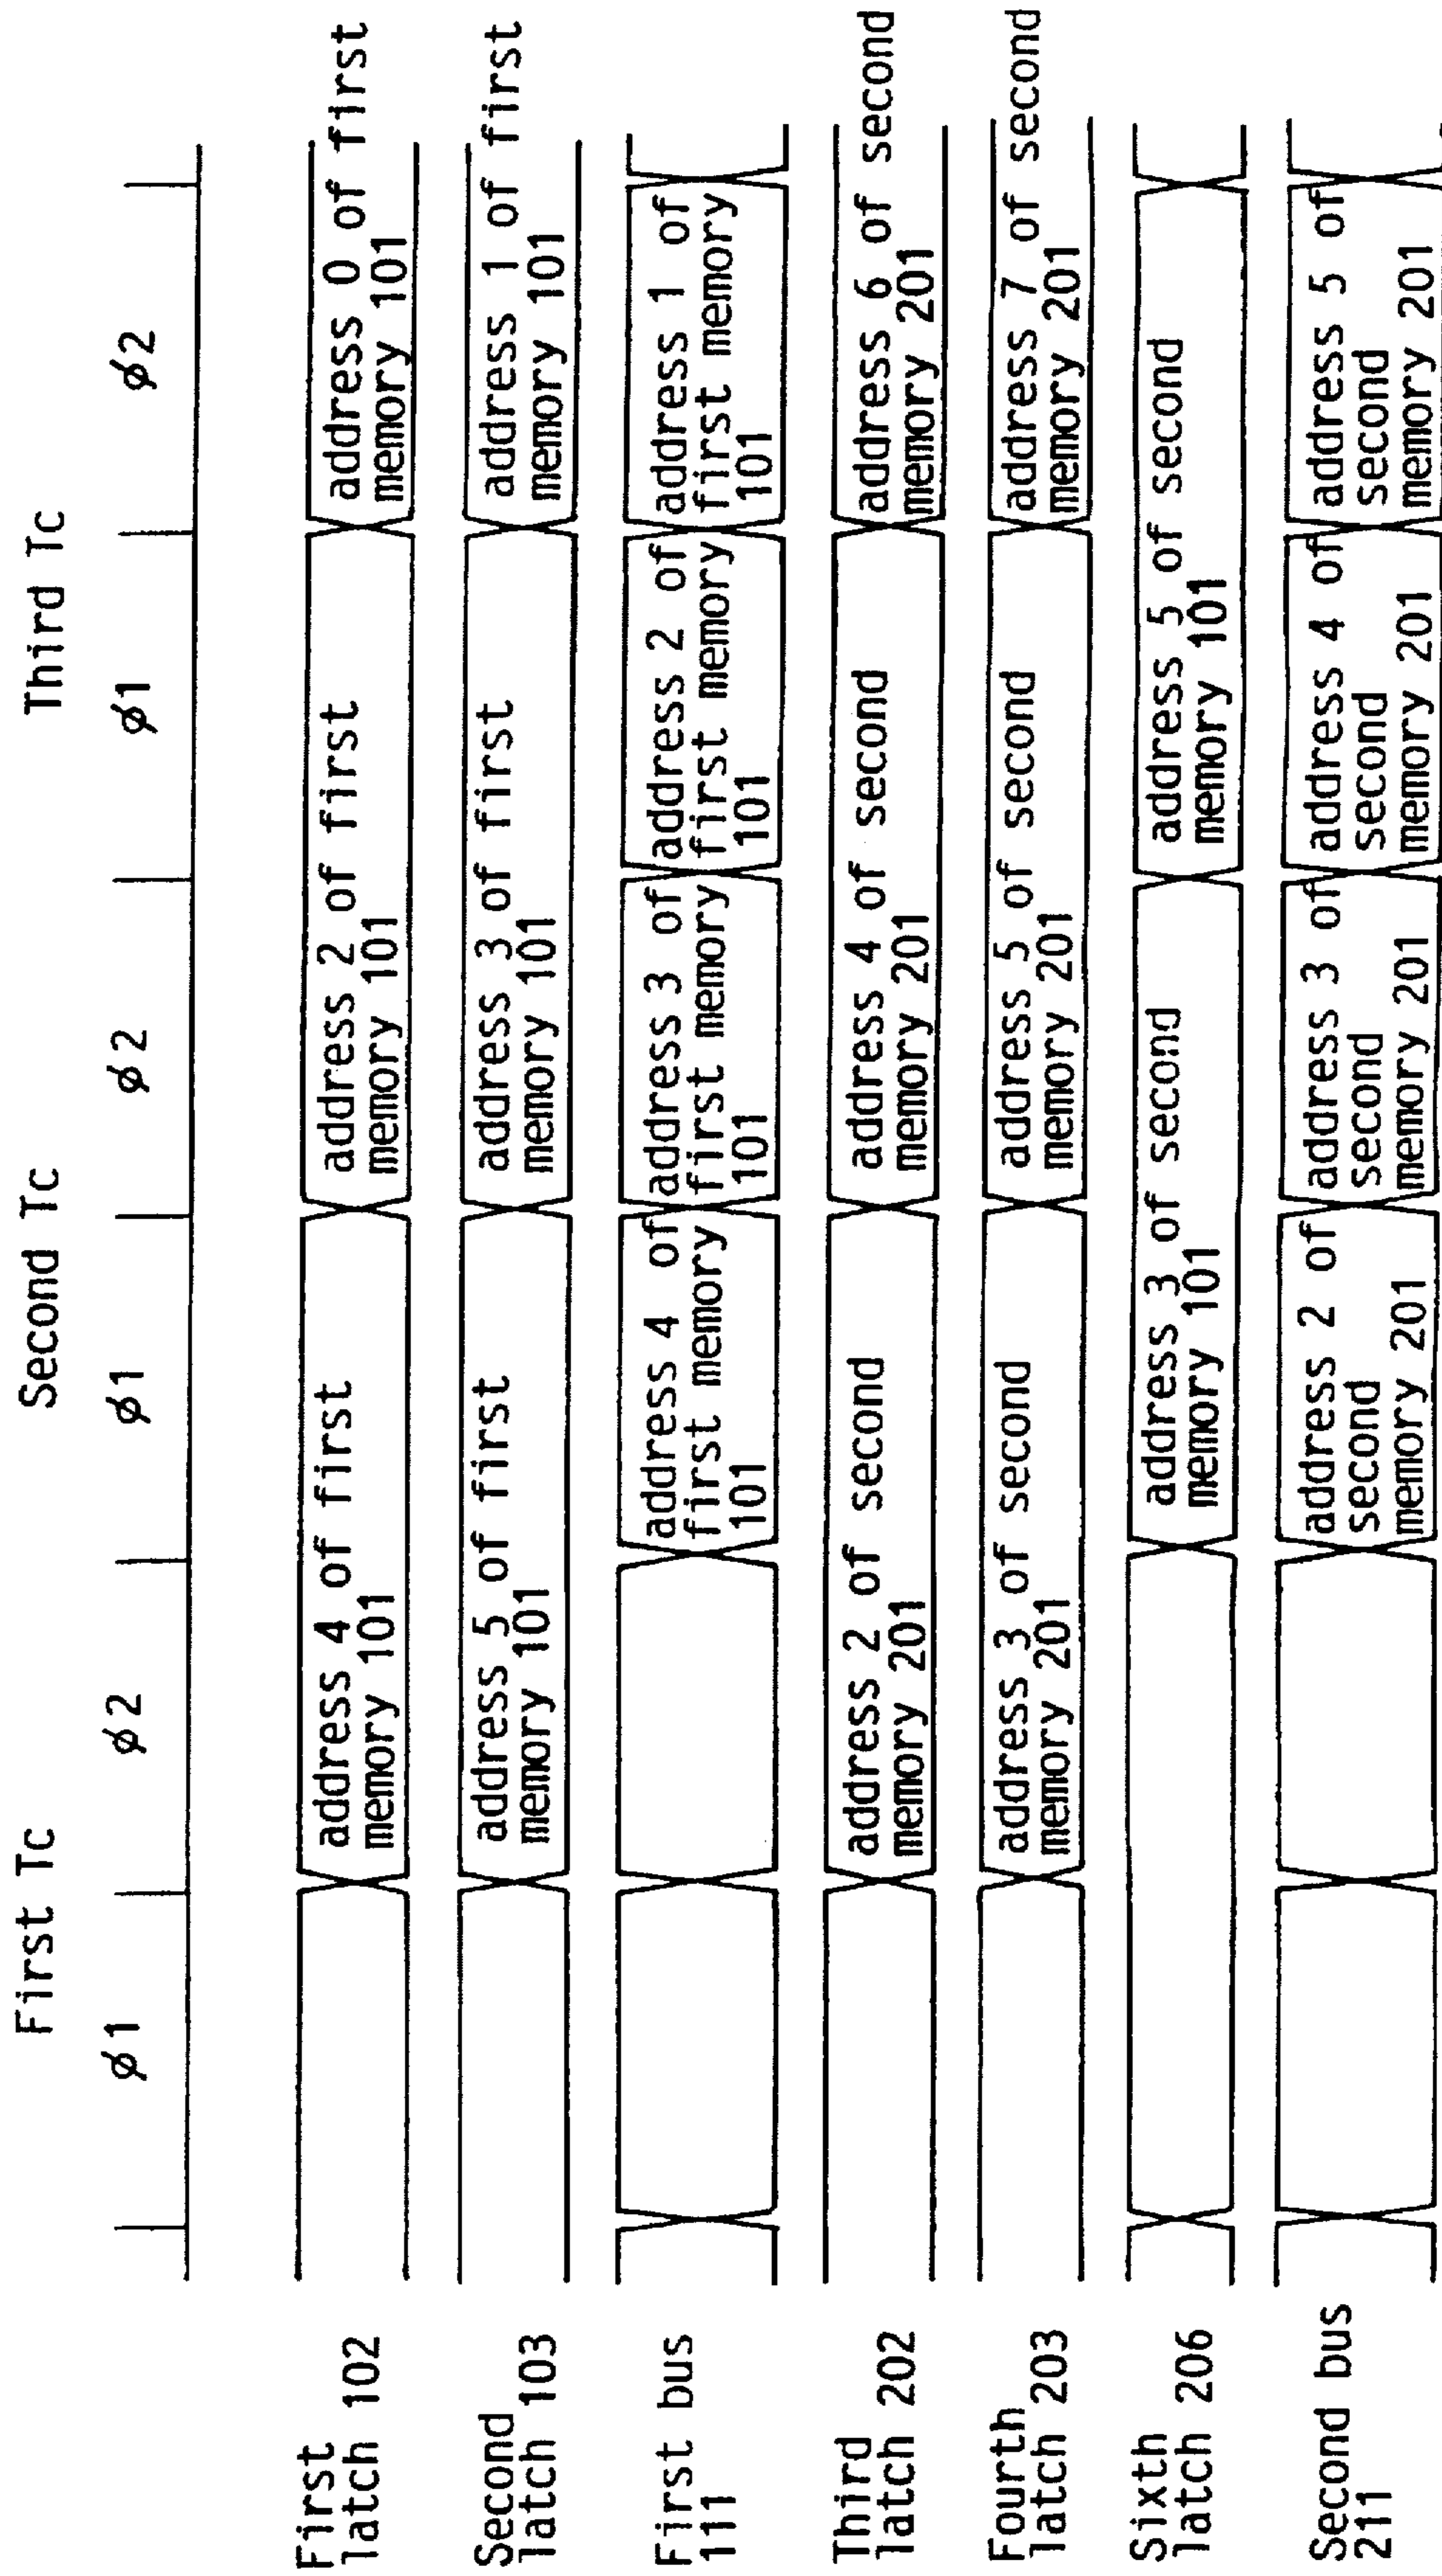 First Tc
Second Tc
Third Tc
ø1
ø2
ø1
ø2
ø1
ø2
First
latch 102
address 4 of first
memory 101
address 2 of first
memory 101
address 0 of first
memory 101
Second
latch 103
address 5 of first
memory 101
address 3 of first
memory 101
address 1 of first
memory 101
First bus
111
address 4 of
first memory
101
address 3 of
first memory
101
address 2 of
first memory
101
address 1 of
first memory
101
Third
latch 202
address 2 of second
memory 201
address 4 of second
memory 201
address 6 of second
memory 201
Fourth
latch 203
address 3 of second
memory 201
address 5 of second
memory 201
address 7 of second
memory 201
Sixth
latch 206
address 3 of second
memory 101
address 5 of second
memory 101
Second bus
211
address 2 of
second
memory 201
address 3 of
second
memory 201
address 4 of
second
memory 201
address 5 of
second
memory 201